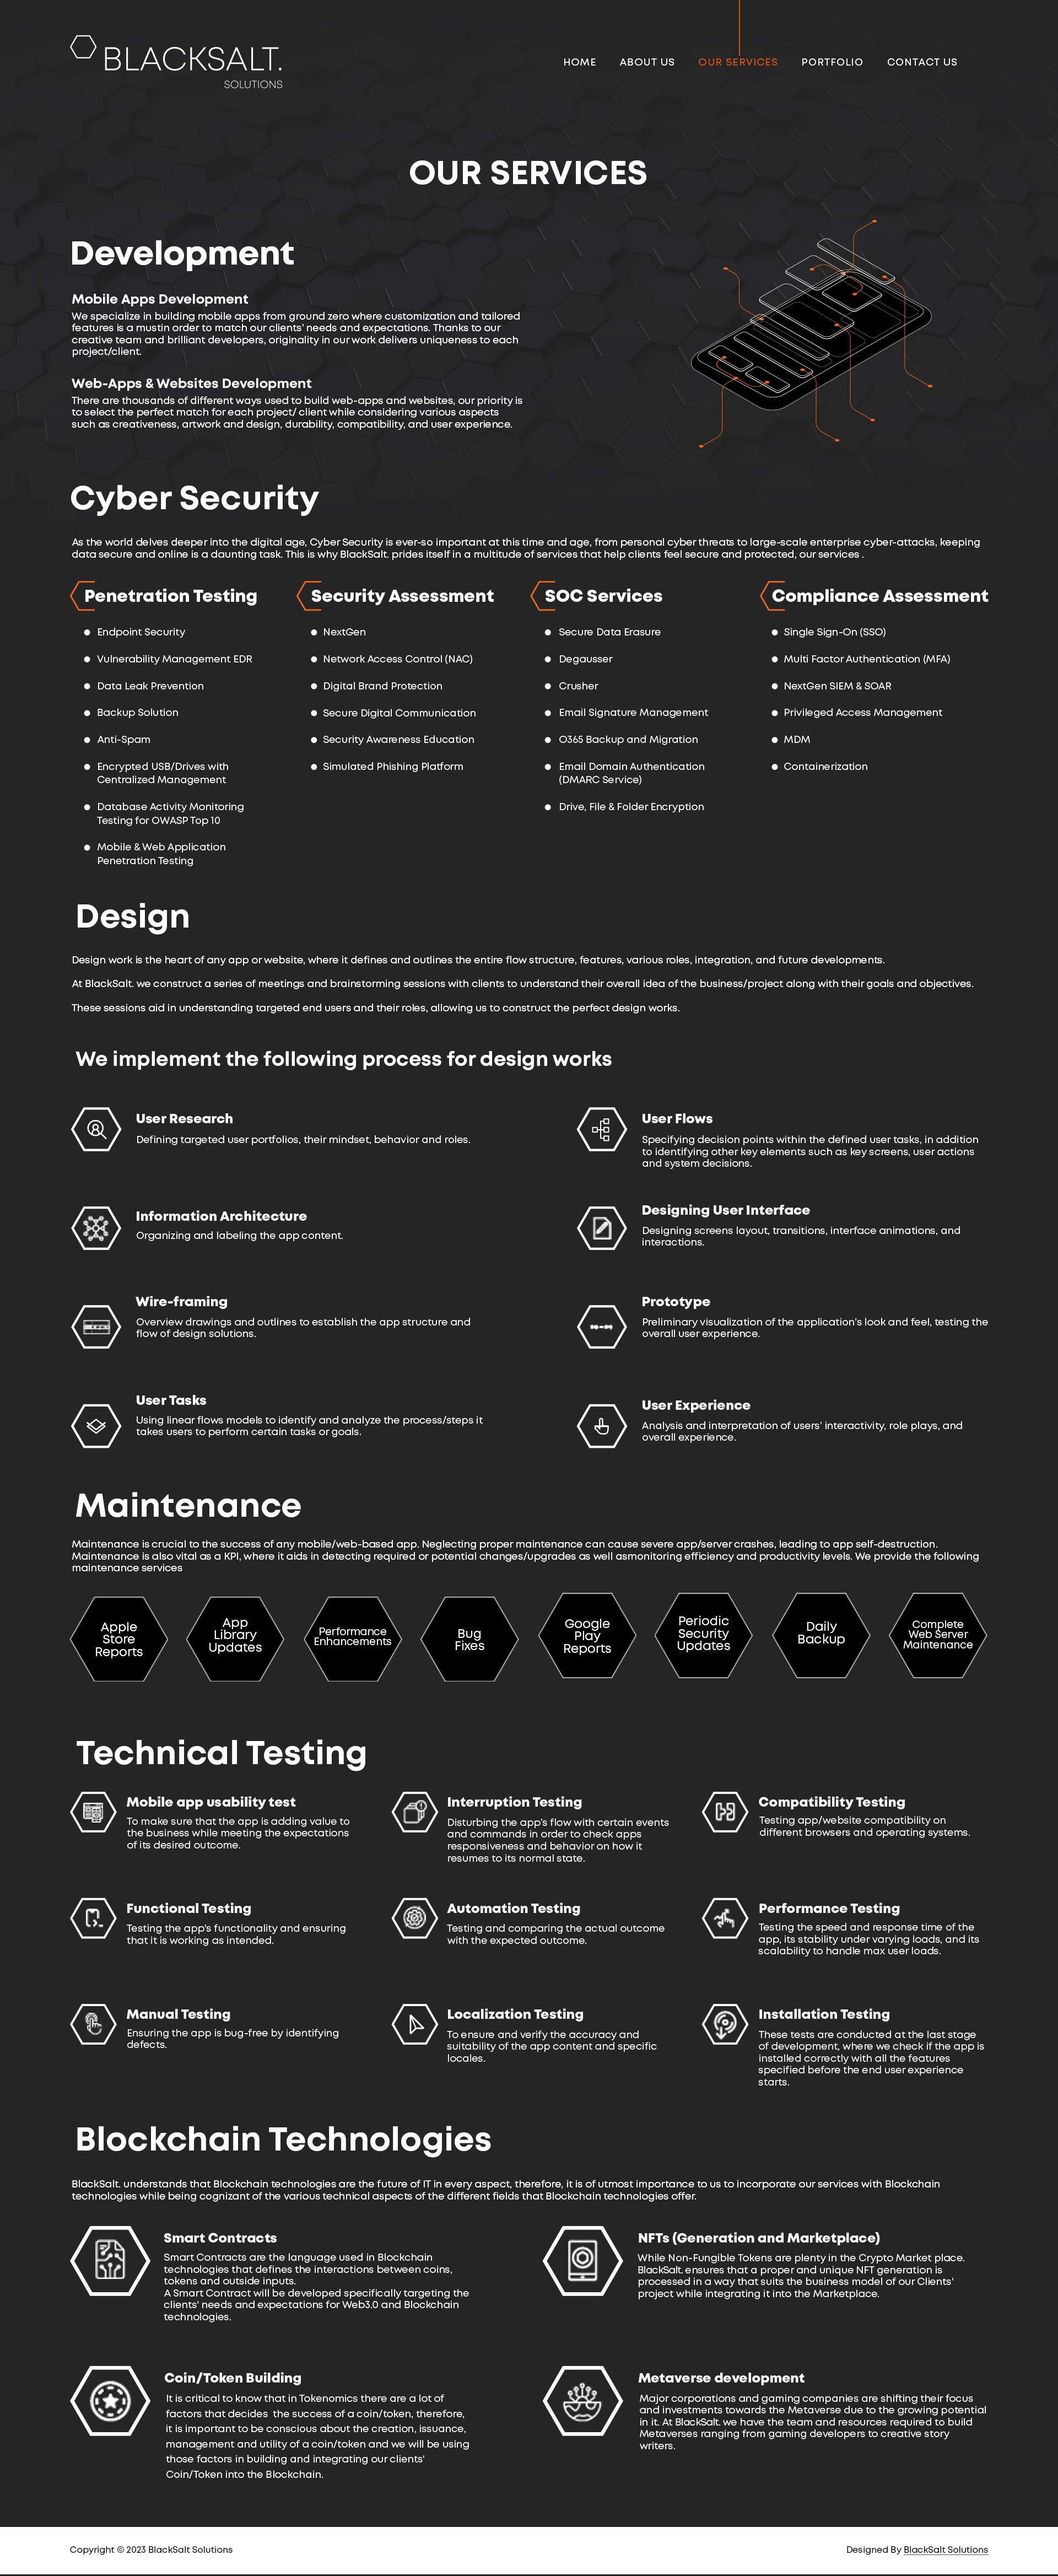 BLACKSALT.
SOLUTIONS
HOME ABOUT US OUR SERVICES PORTFOLIO CONTACT US
OUR SERVICES
Development
Mobile Apps Development
We specialize in building mobile apps from ground zero where customization and tailored
features is a mustin order to match our clients' needs and expectations. Thanks to our
creative team and brilliant developers, originality in our work delivers uniqueness to each
project/client.
Web-Apps & Websites Development
There are thousands of different ways used to build web-apps and websites, our priority is
to select the perfect match for each project/ client while considering various aspects
such as creativeness, artwork and design, durability, compatibility, and user experience.
Cyber Security
As the world delves deeper into the digital age, Cyber Security is ever-so important at this time and age, from personal cyber threats to large-scale enterprise cyber-attacks, keeping
data secure and online is a daunting task. This is why BlackSalt. prides itself in a multitude of services that help clients feel secure and protected, our services .
Penetration Testing
Endpoint Security
Vulnerability Management EDR
Data Leak Prevention
Backup Solution
Anti-Spam
Encrypted USB/Drives with
Centralized Management
Database Activity Monitoring
Testing for OWASP Top 10
Mobile & Web Application
Penetration Testing
Security Assessment
NextGen
Network Access Control (NAC)
Digital Brand Protection
Secure Digital Communication
Security Awareness Education
Simulated Phishing Platform
SOC Services
Secure Data Erasure
Degausser
Crusher
Email Signature Management
O365 Backup and Migration
Email Domain Authentication
(DMARC Service)
Drive, File & Folder Encryption
Compliance Assessment
Single Sign-On (SSO)
Multi Factor Authentication (MFA)
NextGen SIEM & SOAR
Privileged Access Management
MDM
Containerization
Design
Design work is the heart of any app or website, where it defines and outlines the entire flow structure, features, various roles, integration, and future developments.
At BlackSalt. we construct a series of meetings and brainstorming sessions with clients to understand their overall idea of the business/project along with their goals and objectives.
These sessions aid in understanding targeted end users and their roles, allowing us to construct the perfect design works.
We implement the following process for design works
User Research
Defining targeted user portfolios, their mindset, behavior and roles.
User Flows
Specifying decision points within the defined user tasks, in addition
to identifying other key elements such as key screens, user actions
and system decisions.
Information Architecture
Organizing and labeling the app content.
Designing User Interface
Designing screens layout, transitions, interface animations, and
interactions.
Wire-framing
Overview drawings and outlines to establish the app structure and
flow of design solutions.
Prototype
Preliminary visualization of the application's look and feel, testing the
overall user experience.
User Tasks
Using linear flows models to identify and analyze the process/steps it
takes users to perform certain tasks or goals.
User Experience
Analysis and interpretation of users' interactivity, role plays, and
overall experience.
Maintenance
Maintenance is crucial to the success of any mobile/web-based app. Neglecting proper maintenance can cause severe app/server crashes, leading to app self-destruction.
Maintenance is also vital as a KPI, where it aids in detecting required or potential changes/upgrades as well asmonitoring efficiency and productivity levels. We provide the following
maintenance services
Apple
Store
Reports
App
Library
Updates
Performance
Enhancements
Bug
Fixes
Google
Play
Reports
Periodic
Security
Updates
Daily
Backup
Complete
Web Server
Maintenance
Technical Testing
Mobile app usability test
To make sure that the app is adding value to
the business while meeting the expectations
of its desired outcome.
Interruption Testing
Disturbing the app's flow with certain events
and commands in order to check apps
responsiveness and behavior on how it
resumes to its normal state.
Compatibility Testing
Testing app/website compatibility on
different browsers and operating systems.
Functional Testing
Testing the app's functionality and ensuring
that it is working as intended.
Automation Testing
Testing and comparing the actual outcome
with the expected outcome.
Performance Testing
Testing the speed and response time of the
app, its stability under varying loads, and its
scalability to handle max user loads.
Manual Testing
Ensuring the app is bug-free by identifying
defects.
Localization Testing
To ensure and verify the accuracy and
suitability of the app content and specific
locales.
Installation Testing
These tests are conducted at the last stage
of development, where we check if the app is
installed correctly with all the features
specified before the end user experience
starts.
Blockchain Technologies
BlackSalt. understands that Blockchain technologies are the future of IT in every aspect, therefore, it is of utmost importance to us to incorporate our services with Blockchain
technologies while being cognizant of the various technical aspects of the different fields that Blockchain technologies offer.
Smart Contracts
Smart Contracts are the language used in Blockchain
technologies that defines the interactions between coins,
tokens and outside inputs.
A Smart Contract will be developed specifically targeting the
clients' needs and expectations for Web3.0 and Blockchain
technologies.
NFTs (Generation and Marketplace)
While Non-Fungible Tokens are plenty in the Crypto Market place.
BlackSalt. ensures that a proper and unique NFT generation is
processed in a way that suits the business model of our Clients'
project while integrating it into the Marketplace.
Coin/Token Building
It is critical to know that in Tokenomics there are a lot of
factors that decides the success of a coin/token, therefore,
it is important to be conscious about the creation, issuance,
management and utility of a coin/token and we will be using
those factors in building and integrating our clients'
Coin/Token into the Blockchain.
Metaverse development
Major corporations and gaming companies are shifting their focus
and investments towards the Metaverse due to the growing potential
in it. At BlackSalt. we have the team and resources required to build
Metaverses ranging from gaming developers to creative story
writers.
Copyright © 2023 BlackSalt Solutions
Designed By BlackSalt Solutions